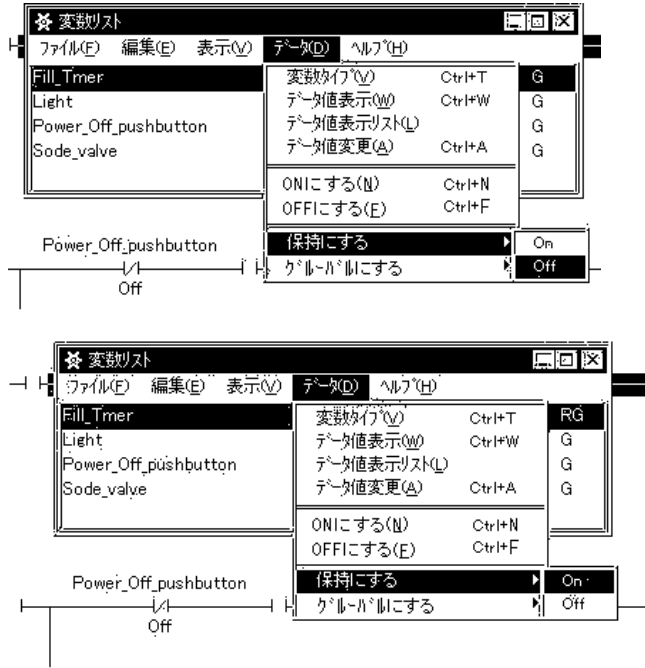 変数リスト
ファイル(F) 編集(E) 表示(V) データ(D) ヘルプ(H)
Fill_Tmer G
Light G
Power_Off_pushbutton G
Sode_valve G
変数タイプ(V) Ctrl+T
データ値表示(W) Ctrl+W
データ値表示リスト(L)
データ値変更(A) Ctrl+A
ONにする(N) Ctrl+N
OFFにする(F) Ctrl+F
保持にする On
グローバルにする Off
Power_Off_pushbutton
Off
変数リスト
ファイル(F) 編集(E) 表示(V) データ(D) ヘルプ(H)
Fill_Tmer RG
Light G
Power_Off_pushbutton G
Sode_valve G
変数タイプ(V) Ctrl+T
データ値表示(W) Ctrl+W
データ値表示リスト(L)
データ値変更(A) Ctrl+A
ONにする(N) Ctrl+N
OFFにする(F) Ctrl+F
保持にする On
グローバルにする Off
Power_Off_pushbutton
Off